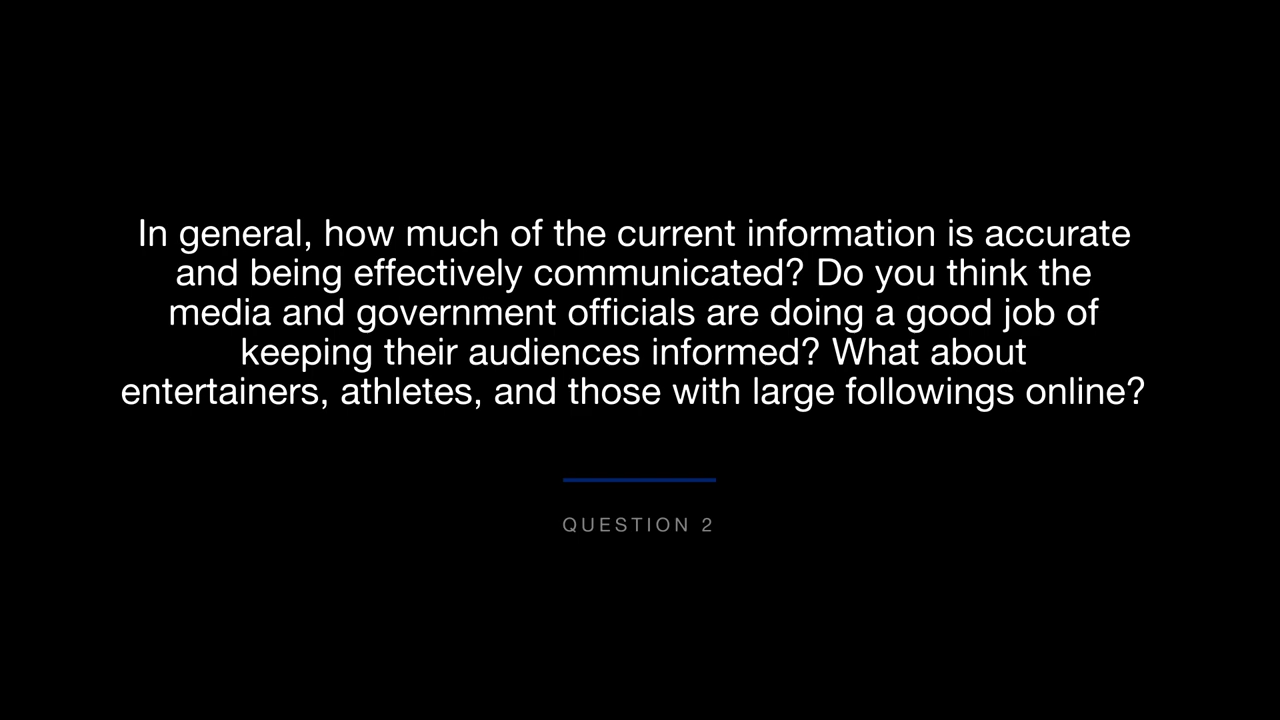 In general, how much of the current information is accurate
and being effectively communicated? Do you think the
media and government officials are doing a good job of
keeping their audiences informed? What about
entertainers, athletes, and those with large followings online?
QUESTION 2